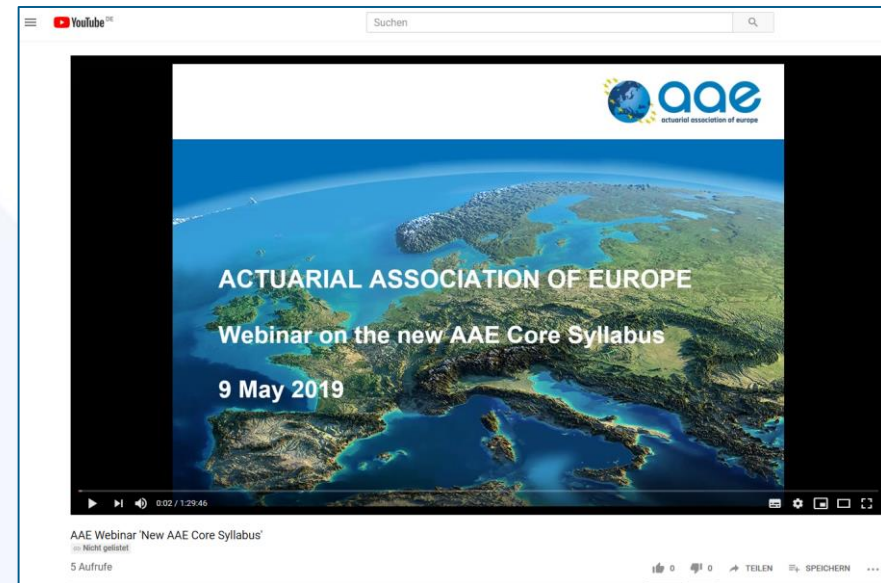 YouTube DE
Suchen
aae
actuarial association of europe
ACTUARIAL ASSOCIATION OF EUROPE
Webinar on the new AAE Core Syllabus
9 May 2019
0:02 / 1:29:46
AAE Webinar 'New AAE Core Syllabus'
Nicht gelistet
5 Aufrufe
0
0
TEILEN
SPEICHERN